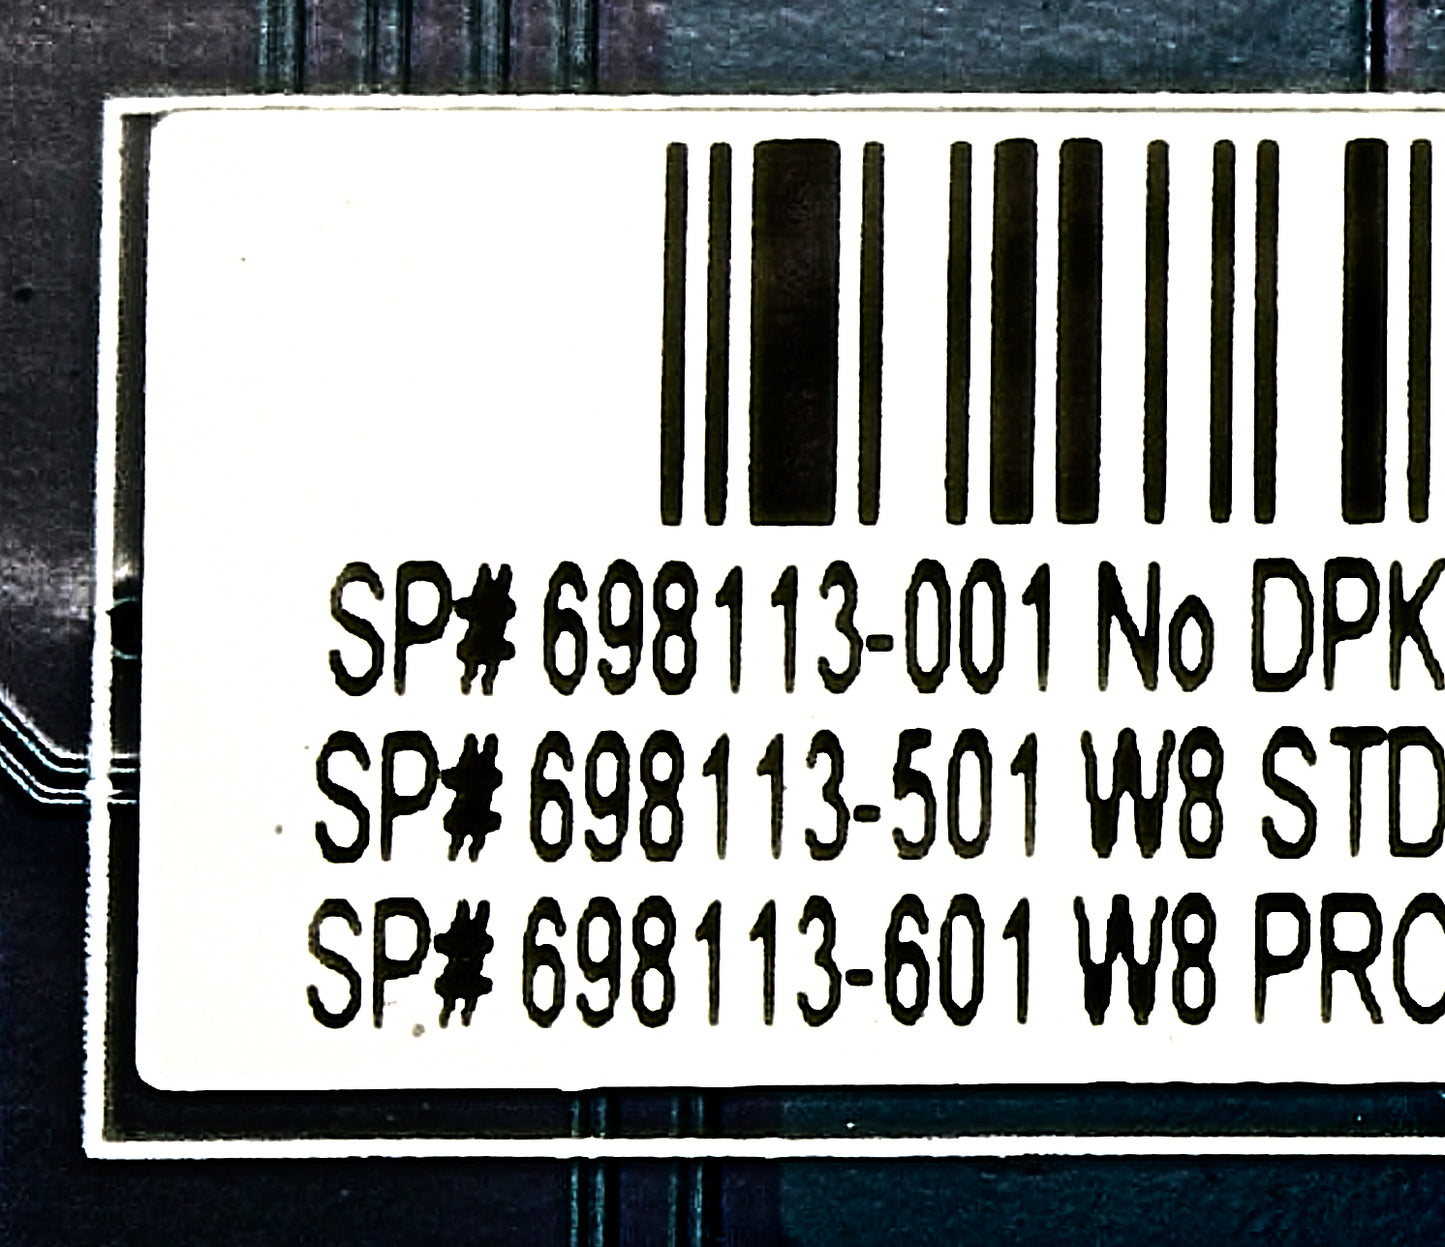 SP# 698113-001 No DPK
SP# 698113-501 W8 STD
SP# 698113-601 W8 PRO